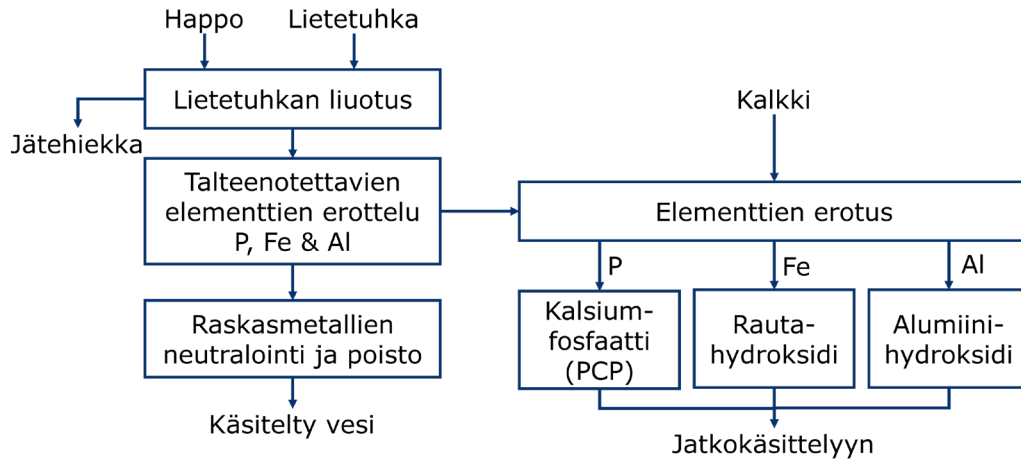 Happo
Lietetuhka
Lietetuhkan liuotus
Jätehiekka
Talteenotettavien
elementtien erottelu
P, Fe & Al
Raskasmetallien
neutralointi ja poisto
Käsitelty vesi
Kalkki
Elementtien erotus
P
Fe
Al
Kalsium-
fosfaatti
(PCP)
Rauta-
hydroksidi
Alumiini-
hydroksidi
Jatkokäsittelyyn